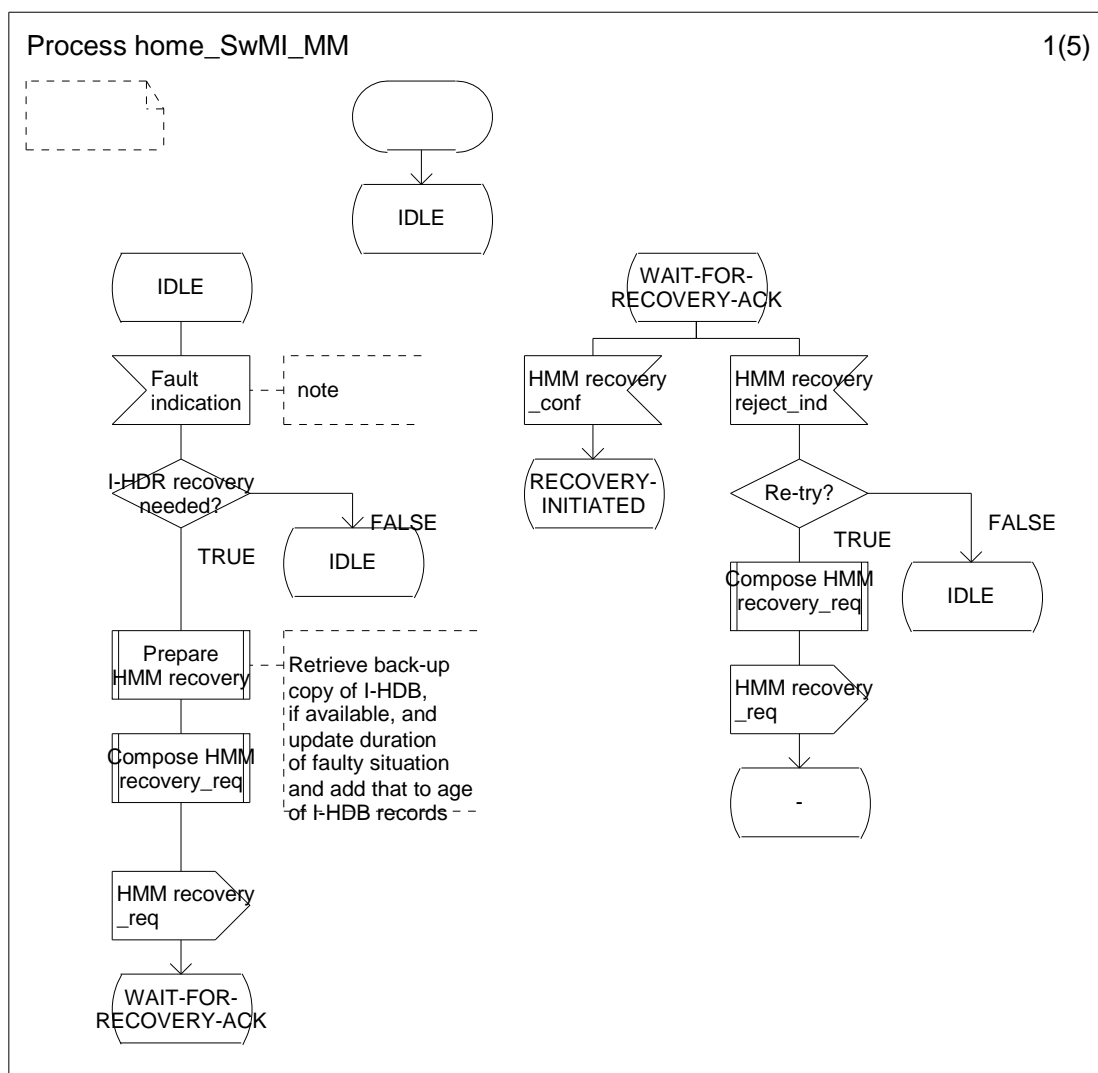 Process home_SwMI_MM
1(5)
IDLE
IDLE
Fault
indication
note
I-HDR recovery
needed?
FALSE
TRUE
IDLE
Prepare
HMM recovery
Retrieve back-up
copy of I-HDB,
if available, and
update duration
of faulty situation
and add that to age
of I-HDB records
Compose HMM
recovery_req
HMM recovery
_req
WAIT-FOR-
RECOVERY-ACK
WAIT-FOR-
RECOVERY-ACK
HMM recovery
_conf
RECOVERY-
INITIATED
HMM recovery
reject_ind
Re-try?
FALSE
TRUE
IDLE
Compose HMM
recovery_req
HMM recovery
_req
-